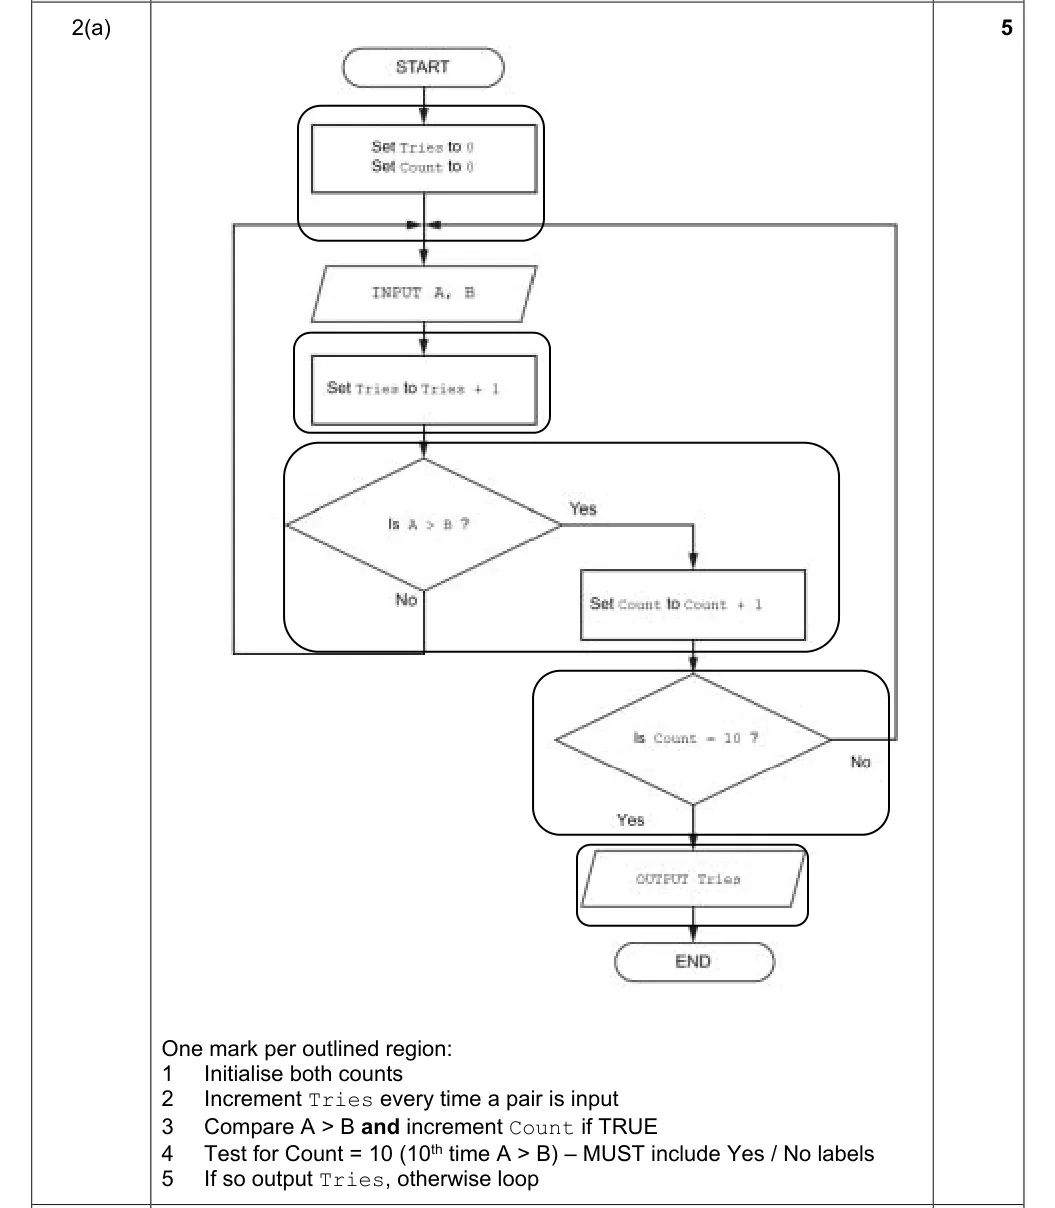 2(a)
5
START
Set Tries to 0
Set Count to 0
INPUT A, B
Set Tries to Tries + 1
Is A > B ?
Yes
No
Set Count to Count + 1
Is Count = 10 ?
No
Yes
OUTPUT Tries
END
One mark per outlined region:
1 Initialise both counts
2 Increment Tries every time a pair is input
3 Compare A > B and increment Count if TRUE
4 Test for Count = 10 (10th time A > B) – MUST include Yes / No labels
5 If so output Tries, otherwise loop